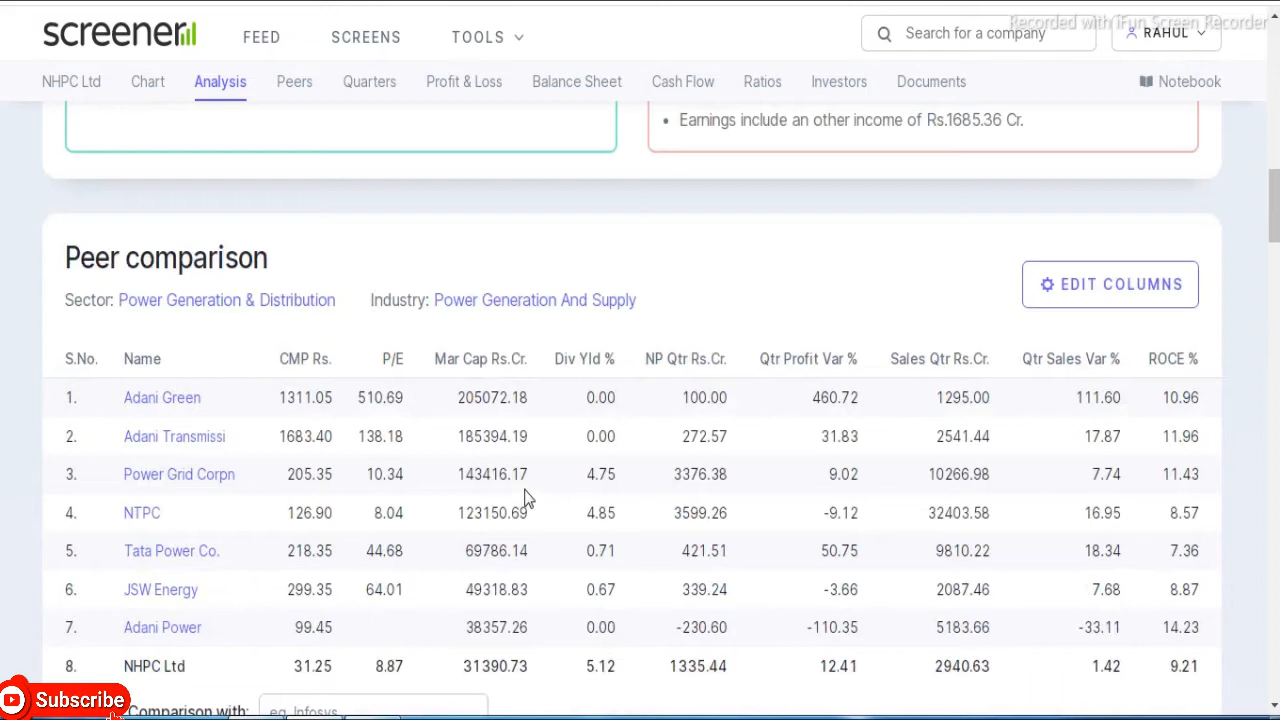 Recorded with iFun Screen Recorder
screener
FEED SCREENS TOOLS
Search for a company
RAHUL
NHPC Ltd Chart Analysis Peers Quarters Profit & Loss Balance Sheet Cash Flow Ratios Investors Documents Notebook
Earnings include an other income of Rs.1685.36 Cr.
Peer comparison
Sector: Power Generation & Distribution Industry: Power Generation And Supply
EDIT COLUMNS
S.No. Name CMP Rs. P/E Mar Cap Rs.Cr. Div Yld % NP Qtr Rs.Cr. Qtr Profit Var % Sales Qtr Rs.Cr. Qtr Sales Var % ROCE %
1. Adani Green 1311.05 510.69 205072.18 0.00 100.00 460.72 1295.00 111.60 10.96
2. Adani Transmissi 1683.40 138.18 185394.19 0.00 272.57 31.83 2541.44 17.87 11.96
3. Power Grid Corpn 205.35 10.34 143416.17 4.75 3376.38 9.02 10266.98 7.74 11.43
4. NTPC 126.90 8.04 123150.69 4.85 3599.26 -9.12 32403.58 16.95 8.57
5. Tata Power Co. 218.35 44.68 69786.14 0.71 421.51 50.75 9810.22 18.34 7.36
6. JSW Energy 299.35 64.01 49318.83 0.67 339.24 -3.66 2087.46 7.68 8.87
7. Adani Power 99.45 38357.26 0.00 -230.60 -110.35 5183.66 -33.11 14.23
8. NHPC Ltd 31.25 8.87 31390.73 5.12 1335.44 12.41 2940.63 1.42 9.21
Subscribe
Comparison with: eg. Infosys